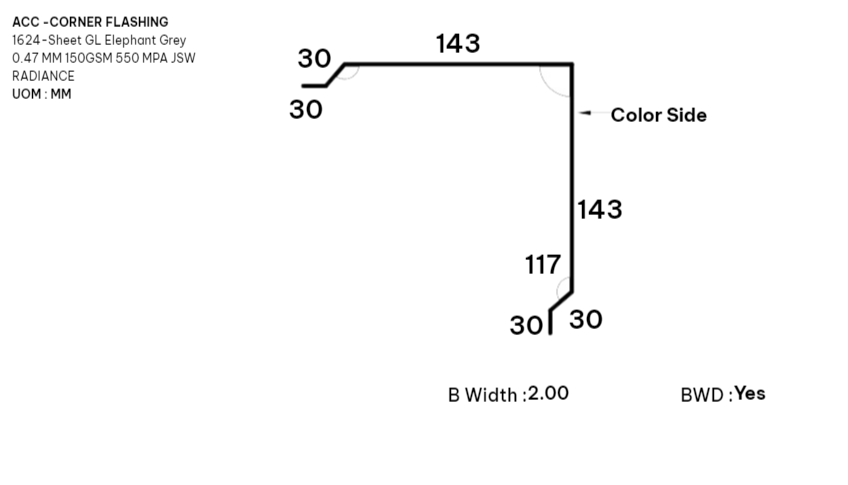 ACC -CORNER FLASHING
1624-Sheet GL Elephant Grey
0.47 MM 150GSM 550 MPA JSW
RADIANCE
UOM : MM
143
30
30
Color Side
143
117
30
30
B Width :2.00
BWD :Yes